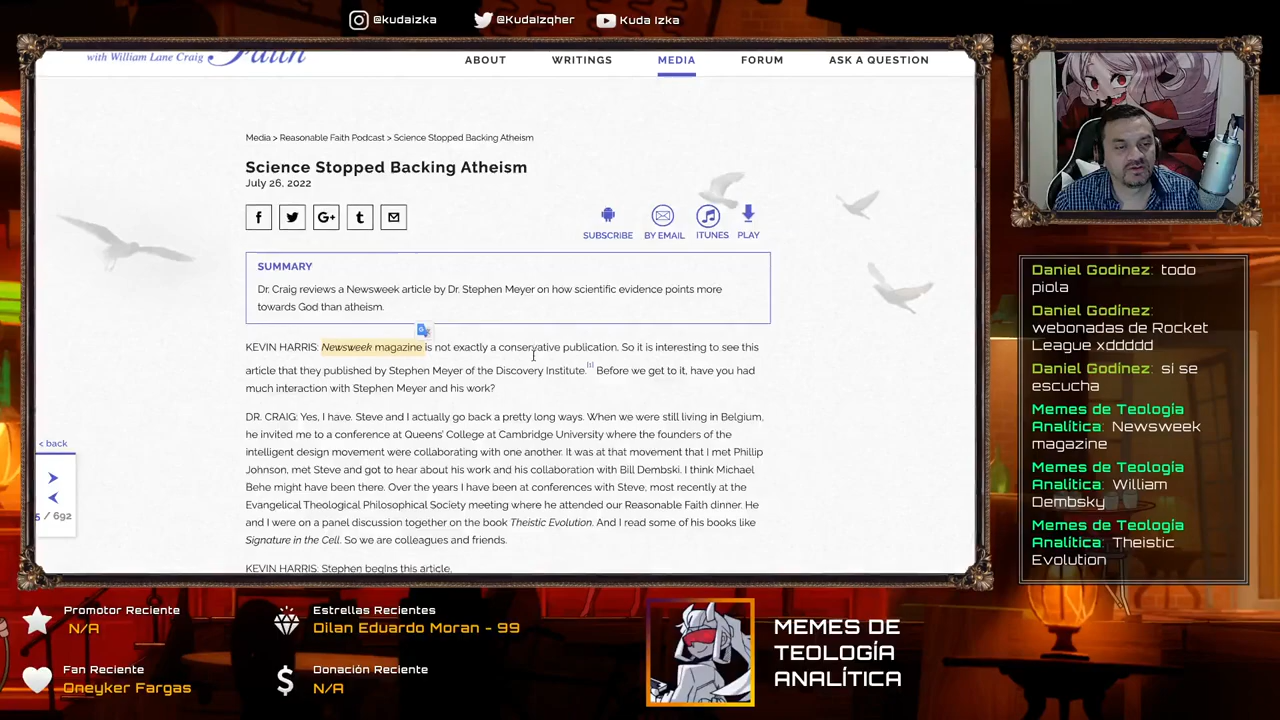 @kudaizka
@KudaIzqher
Kuda Izka
with William Lane Craig Faith
ABOUT WRITINGS MEDIA FORUM ASK A QUESTION
Media > Reasonable Faith Podcast > Science Stopped Backing Atheism
Science Stopped Backing Atheism
July 26, 2022
SUBSCRIBE BY EMAIL ITUNES PLAY
SUMMARY
Dr. Craig reviews a Newsweek article by Dr. Stephen Meyer on how scientific evidence points more
towards God than atheism.
KEVIN HARRIS: Newsweek magazine is not exactly a conservative publication. So it is interesting to see this
article that they published by Stephen Meyer of the Discovery Institute.[1] Before we get to it, have you had
much interaction with Stephen Meyer and his work?
DR. CRAIG: Yes, I have. Steve and I actually go back a pretty long ways. When we were still living in Belgium,
he invited me to a conference at Queens' College at Cambridge University where the founders of the
intelligent design movement were collaborating with one another. It was at that movement that I met Phillip
Johnson, met Steve and got to hear about his work and his collaboration with Bill Dembski. I think Michael
Behe might have been there. Over the years I have been at conferences with Steve, most recently at the
Evangelical Theological Philosophical Society meeting where he attended our Reasonable Faith dinner. He
and I were on a panel discussion together on the book Theistic Evolution. And I read some of his books like
Signature in the Cell. So we are colleagues and friends.
KEVIN HARRIS: Stephen begins this article,
< back
5 / 692
Daniel Godinez: todo
piola
Daniel Godínez:
webonadas de Rocket
League xddddd
Daniel Godinez: si se
escucha
Memes de Teología
Analítica: Newsweek
magazine
Memes de Teología
Analítica: William
Dembsky
Memes de Teología
Analítica: Theistic
Evolution
Promotor Reciente
N/A
Estrellas Recientes
Dilan Eduardo Moran - 99
Fan Reciente
Oneyker Fargas
Donación Reciente
N/A
MEMES DE
TEOLOGÍA
ANALÍTICA